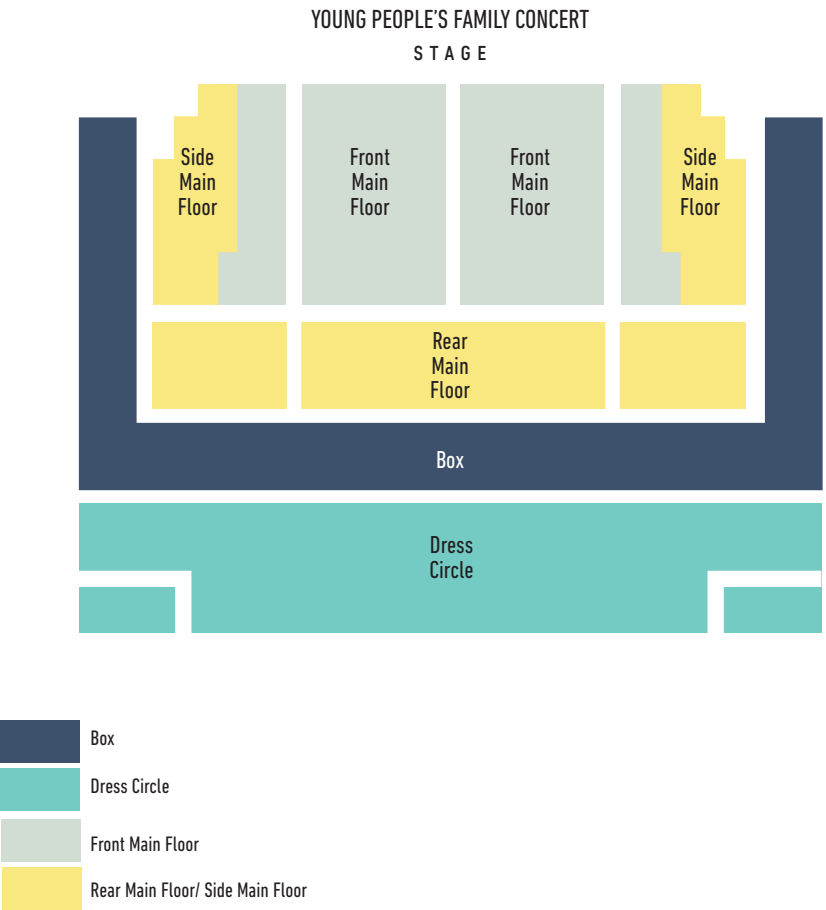 YOUNG PEOPLE'S FAMILY CONCERT
STAGE
Side
Main
Floor
Front
Main
Floor
Front
Main
Floor
Side
Main
Floor
Rear
Main
Floor
Box
Dress
Circle
Box
Dress Circle
Front Main Floor
Rear Main Floor/ Side Main Floor